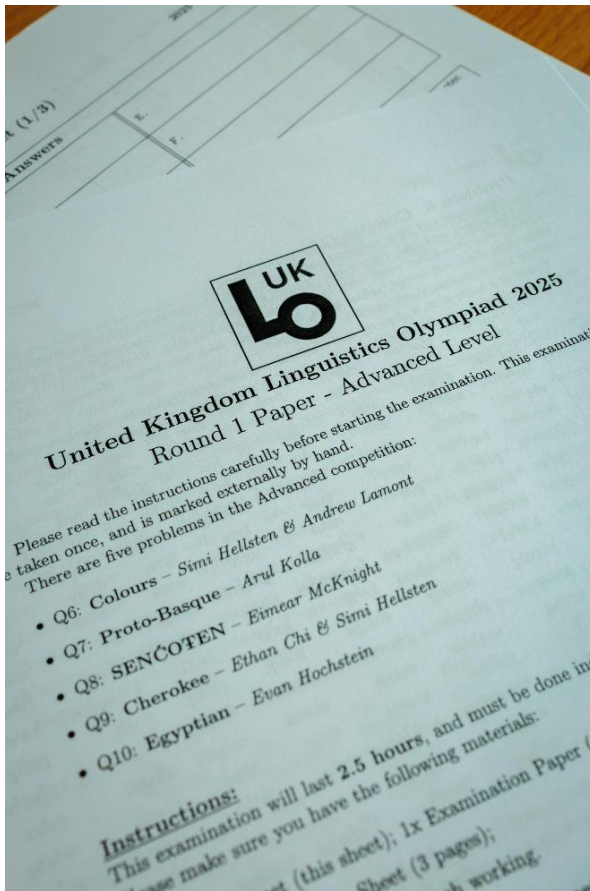 2025
t (1/3)
Answers
E.
F.
UK
LO
United Kingdom Linguistics Olympiad 2025
Round 1 Paper - Advanced Level
Please read the instructions carefully before starting the examination. This examinati
e taken once, and is marked externally by hand.
There are five problems in the Advanced competition:
• Q6: Colours – Simi Hellsten & Andrew Lamont
• Q7: Proto-Basque – Arul Kolla
• Q8: SENĆOŦEN – Eimear McKnight
• Q9: Cherokee – Ethan Chi & Simi Hellsten
• Q10: Egyptian – Evan Hochstein
Instructions:
This examination will last 2.5 hours, and must be done in
ease make sure you have the following materials:
t (this sheet); 1x Examination Paper (
Sheet (3 pages);
working.